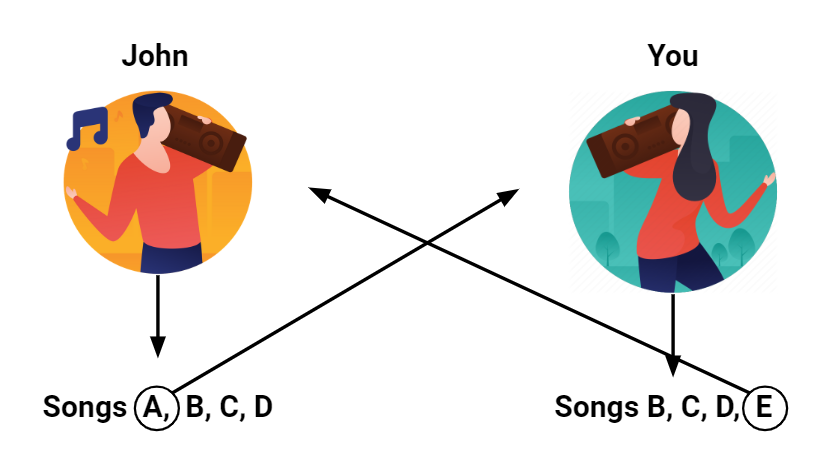 John
You
Songs A, B, C, D
Songs B, C, D, E